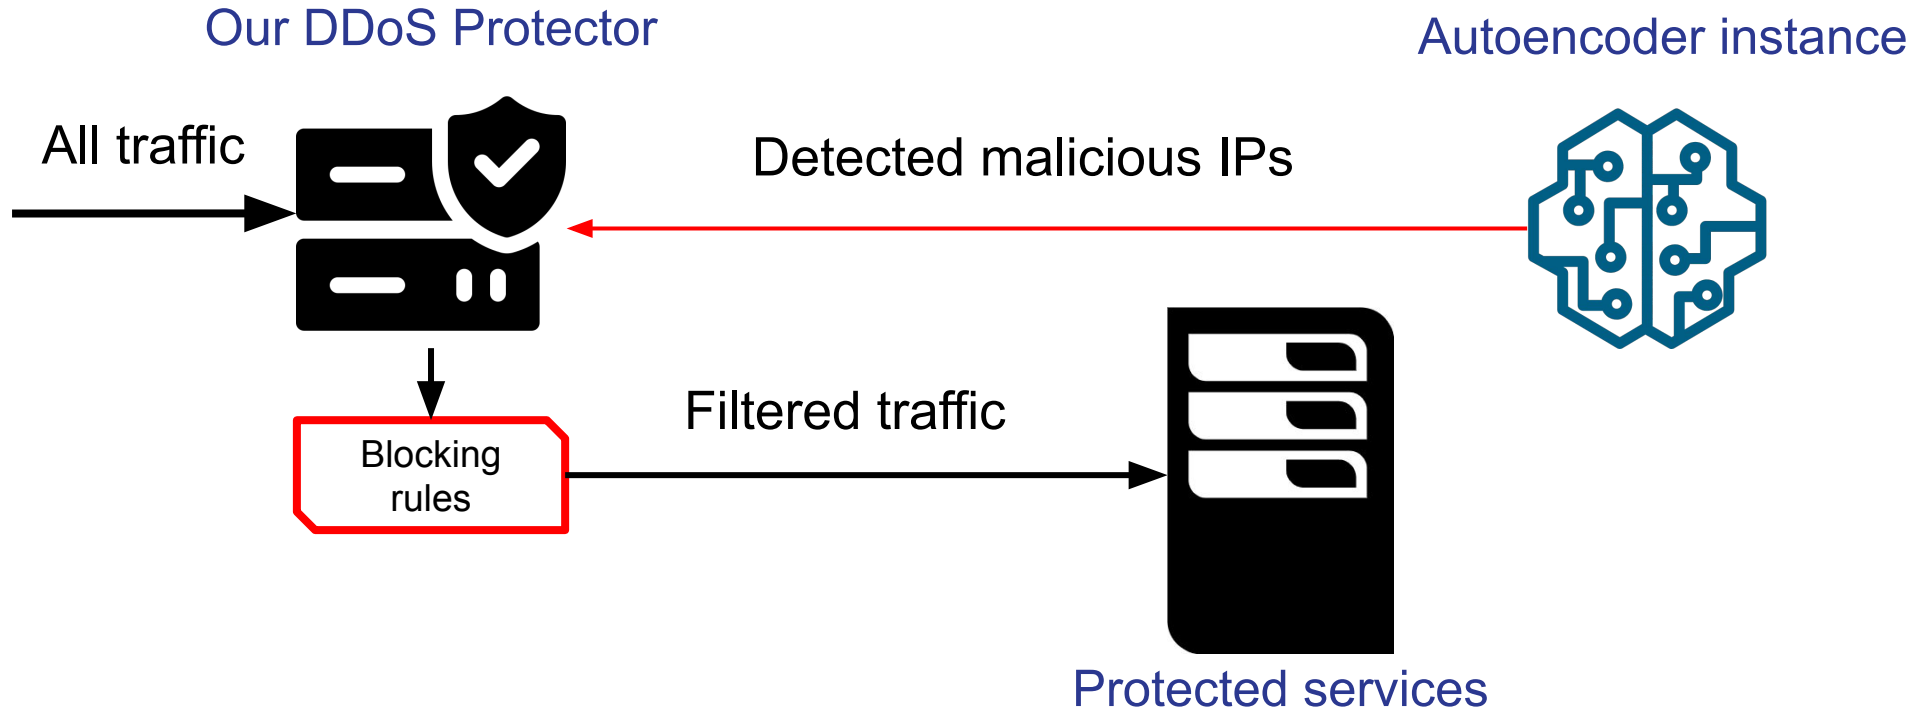 Our DDoS Protector
Autoencoder instance
All traffic
Detected malicious IPs
Filtered traffic
Blocking
rules
Protected services